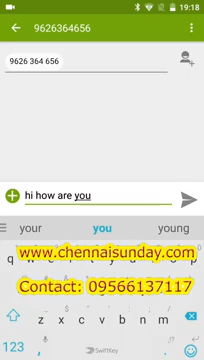 19:18
9626364656
9626 364 656
hi how are you
your you young
www.chennaisunday.com
q
Contact: 09566137117
z x c v b n m
123 SwiftKey